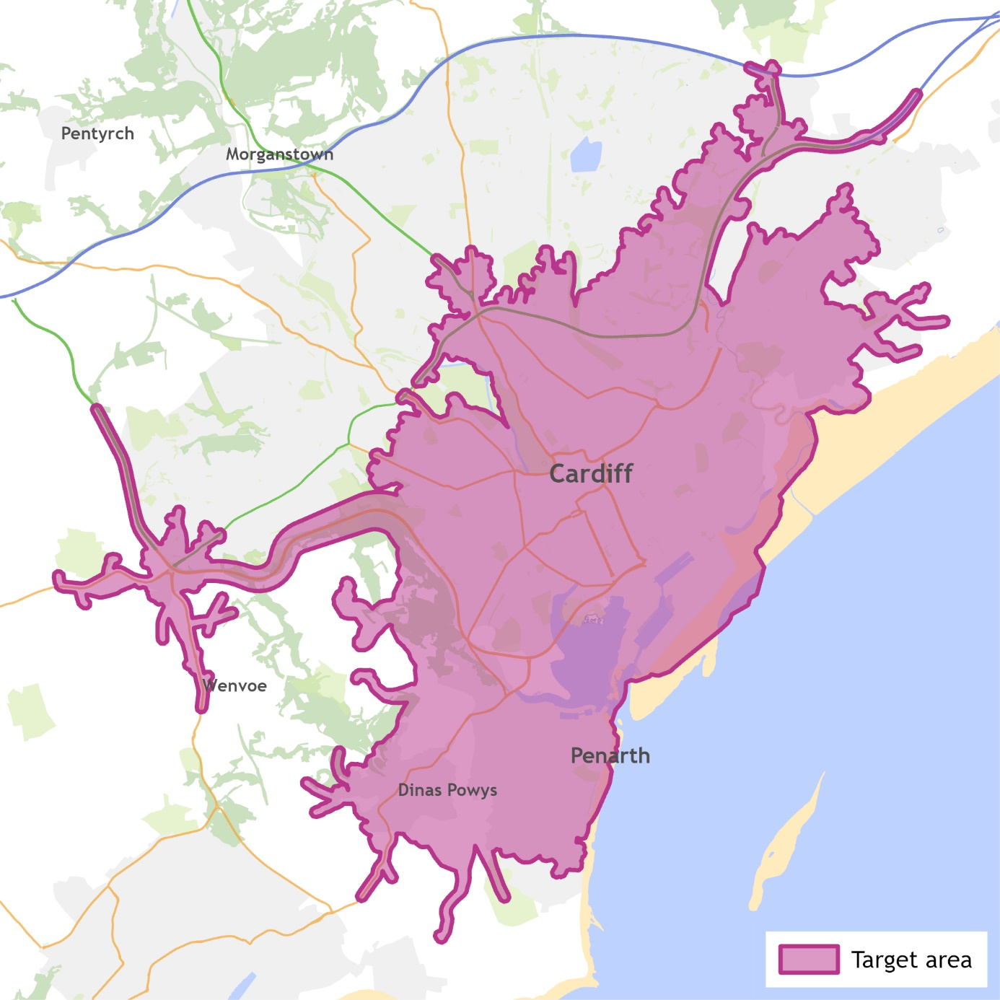 Pentyrch
Morganstown
Cardiff
Wenvoe
Penarth
Dinas Powys
Target area